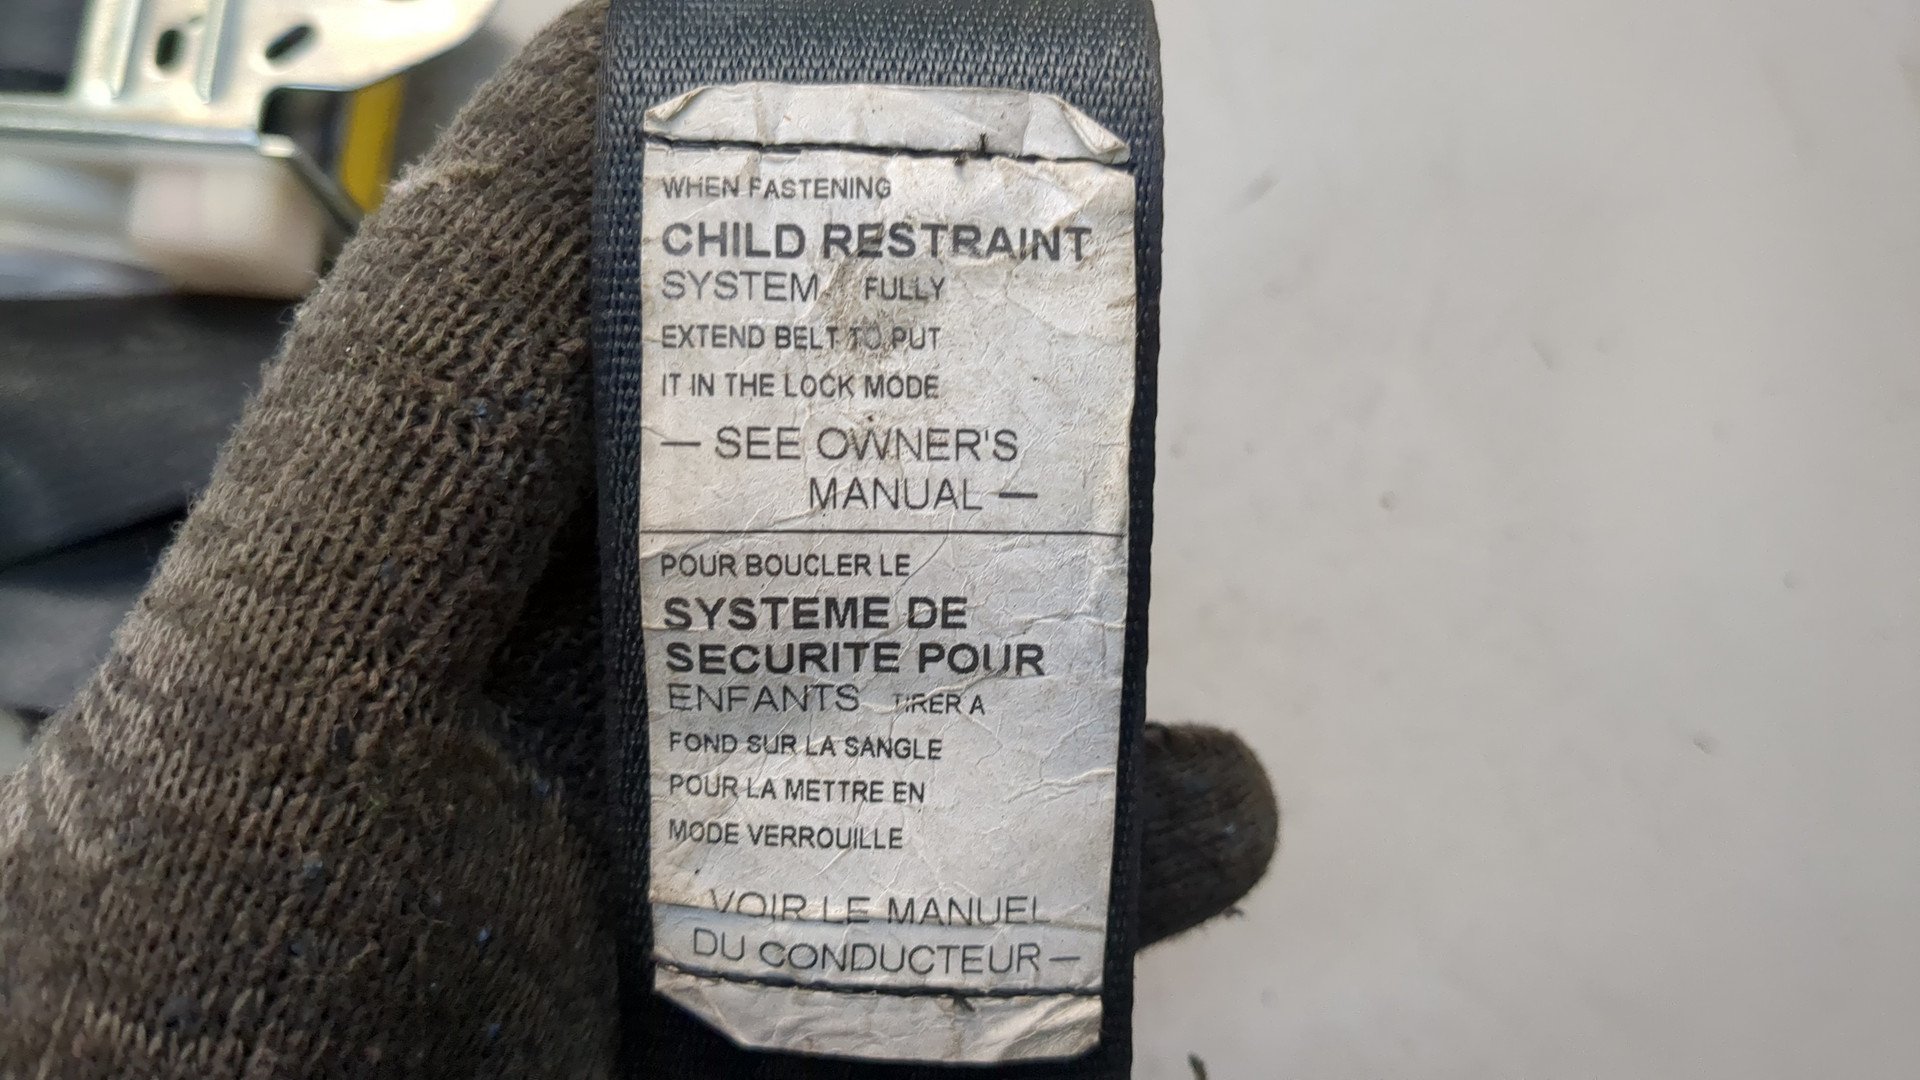 WHEN FASTENING
CHILD RESTRAINT
SYSTEM FULLY
EXTEND BELT TO PUT
IT IN THE LOCK MODE
— SEE OWNER'S
MANUAL —
POUR BOUCLER LE
SYSTEME DE
SECURITE POUR
ENFANTS TIRER A
FOND SUR LA SANGLE
POUR LA METTRE EN
MODE VERROUILLE
— VOIR LE MANUEL
DU CONDUCTEUR —